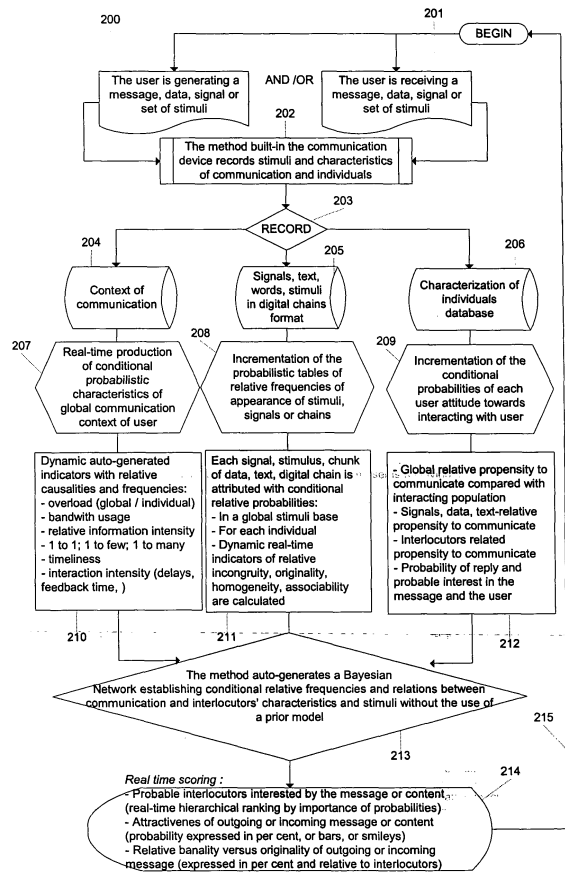 200
201
BEGIN
The user is generating a
message, data, signal or
set of stimuli
AND /OR
The user is receiving a
message, data, signal or
set of stimuli
202
The method built-in the communication
device records stimuli and characteristics
of communication and individuals
203
RECORD
204
Context of
communication
205
Signals, text,
words, stimuli
in digital chains
format
206
Characterization of
individuals
database
207
Real-time production
of conditional
probabilistic
characteristics of
global communication
context of user
208
Incrementation of the
probabilistic tables of
relative frequencies of
appearance of stimuli,
signals or chains
209
Incrementation of the
conditional
probabilities of each
user attitude towards
interacting with user
Dynamic auto-generated
indicators with relative
causalities and frequencies:
- overload (global / individual)
- bandwith usage
- relative information intensity
- 1 to 1; 1 to few; 1 to many
- timeliness
- interaction intensity (delays,
feedback time, )
210
Each signal, stimulus, chunk
of data, text, digital chain is
attributed with conditional
relative probabilities:
- In a global stimuli base
- For each individual
- Dynamic real-time
indicators of relative
incongruity, originality,
homogeneity, associability
are calculated
211
- Global relative propensity to
communicate compared with
interacting population
- Signals, data, text-relative
propensity to communicate
- Interlocutors related
propensity to communicate
- Probability of reply and
probable interest in the
message and the user
212
The method auto-generates a Bayesian
Network establishing conditional relative frequencies and relations between
communication and interlocutors' characteristics and stimuli without the use of
a prior model
213
215
Real time scoring :
- Probable interlocutors interested by the message or content
(real-time hierarchical ranking by importance of probabilities)
- Attractivenes of outgoing or incoming message or content
(probability expressed in per cent, or bars, or smileys)
- Relative banality versus originality of outgoing or incoming
message (expressed in per cent and relative to interlocutors)
214